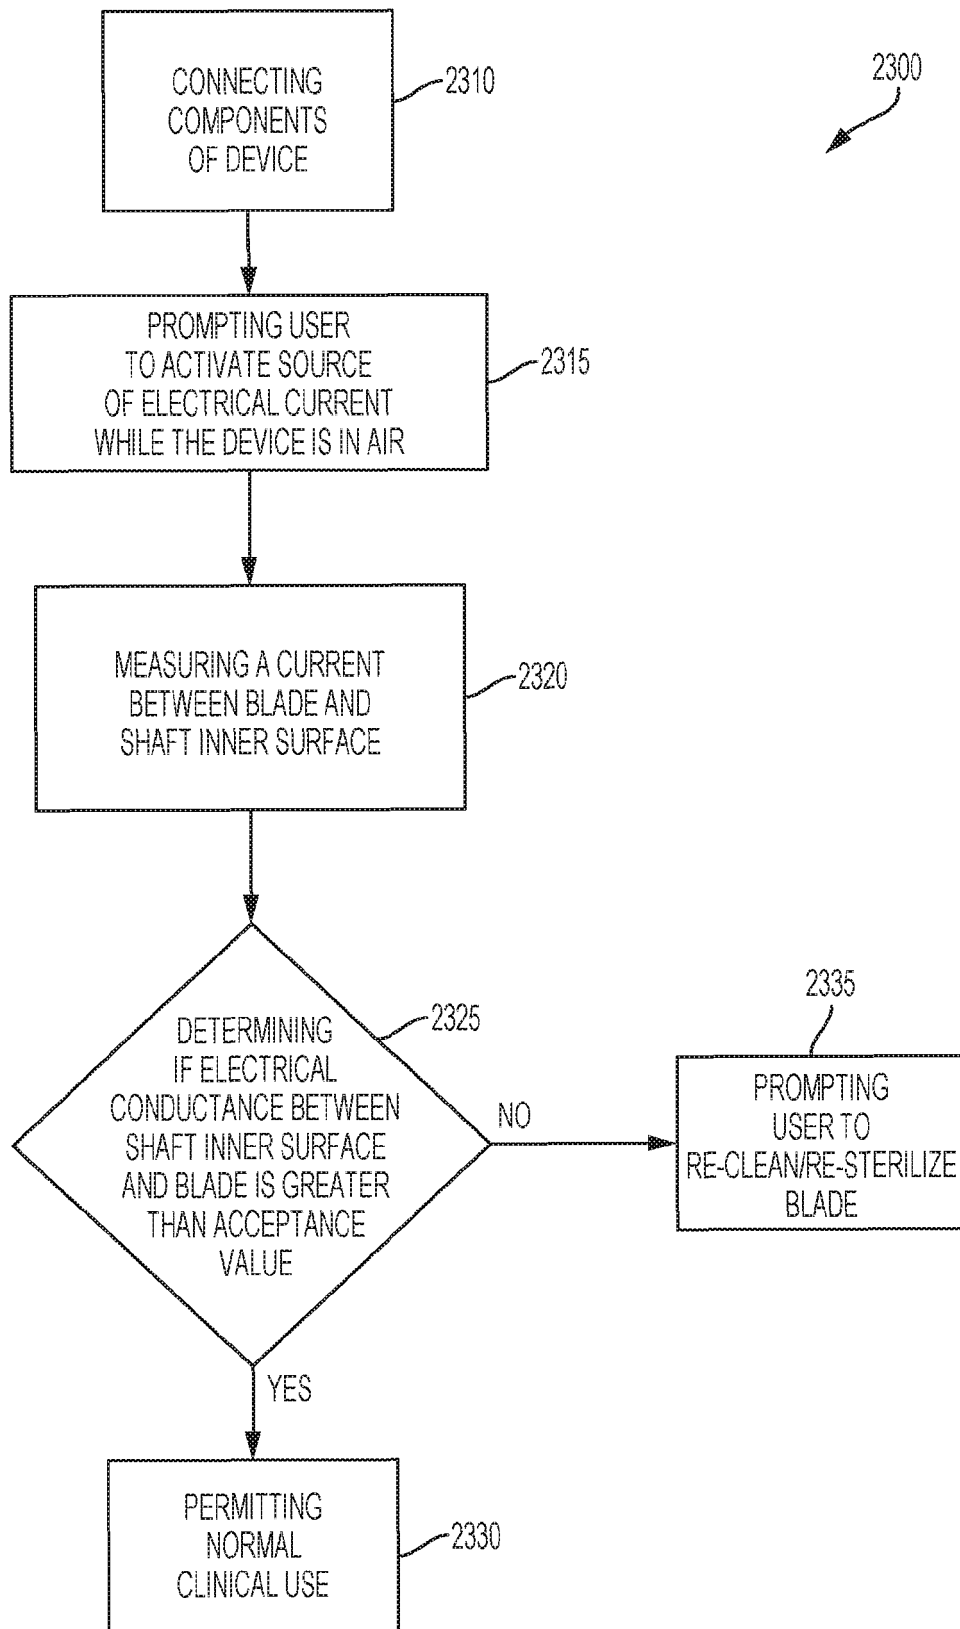 CONNECTING
COMPONENTS
OF DEVICE
2310
2300
PROMPTING USER
TO ACTIVATE SOURCE
OF ELECTRICAL CURRENT
WHILE THE DEVICE IS IN AIR
2315
MEASURING A CURRENT
BETWEEN BLADE AND
SHAFT INNER SURFACE
2320
DETERMINING
IF ELECTRICAL
CONDUCTANCE BETWEEN
SHAFT INNER SURFACE
AND BLADE IS GREATER
THAN ACCEPTANCE
VALUE
2325
NO
2335
PROMPTING
USER TO
RE-CLEAN/RE-STERILIZE
BLADE
YES
PERMITTING
NORMAL
CLINICAL USE
2330